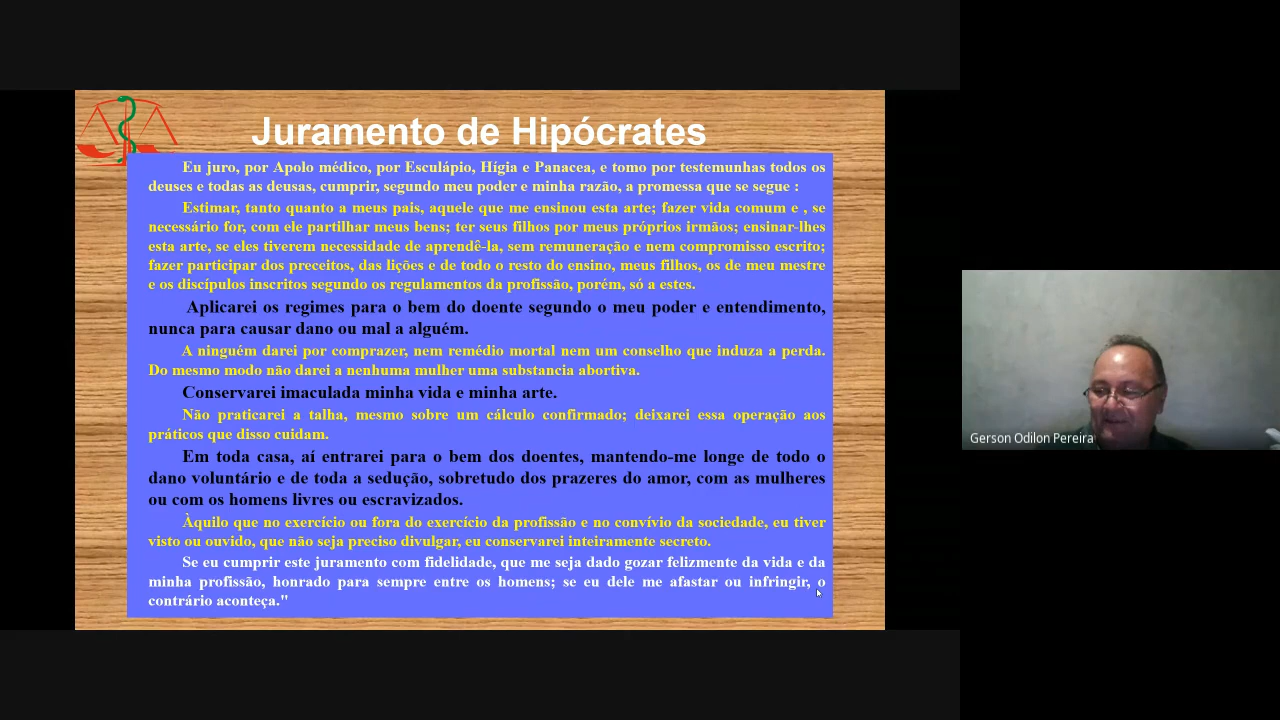 Juramento de Hipócrates
Eu juro, por Apolo médico, por Esculápio, Hígia e Panacea, e tomo por testemunhas todos os
deuses e todas as deusas, cumprir, segundo meu poder e minha razão, a promessa que se segue :
Estimar, tanto quanto a meus pais, aquele que me ensinou esta arte; fazer vida comum e , se
necessário for, com ele partilhar meus bens; ter seus filhos por meus próprios irmãos; ensinar-lhes
esta arte, se eles tiverem necessidade de aprendê-la, sem remuneração e nem compromisso escrito;
fazer participar dos preceitos, das lições e de todo o resto do ensino, meus filhos, os de meu mestre
e os discípulos inscritos segundo os regulamentos da profissão, porém, só a estes.
Aplicarei os regimes para o bem do doente segundo o meu poder e entendimento,
nunca para causar dano ou mal a alguém.
A ninguém darei por comprazer, nem remédio mortal nem um conselho que induza a perda.
Do mesmo modo não darei a nenhuma mulher uma substancia abortiva.
Conservarei imaculada minha vida e minha arte.
Não praticarei a talha, mesmo sobre um cálculo confirmado; deixarei essa operação aos
práticos que disso cuidam.
Em toda casa, aí entrarei para o bem dos doentes, mantendo-me longe de todo o
dano voluntário e de toda a sedução, sobretudo dos prazeres do amor, com as mulheres
ou com os homens livres ou escravizados.
Àquilo que no exercício ou fora do exercício da profissão e no convívio da sociedade, eu tiver
visto ou ouvido, que não seja preciso divulgar, eu conservarei inteiramente secreto.
Se eu cumprir este juramento com fidelidade, que me seja dado gozar felizmente da vida e da
minha profissão, honrado para sempre entre os homens; se eu dele me afastar ou infringir, o
contrário aconteça."
Gerson Odilon Pereira